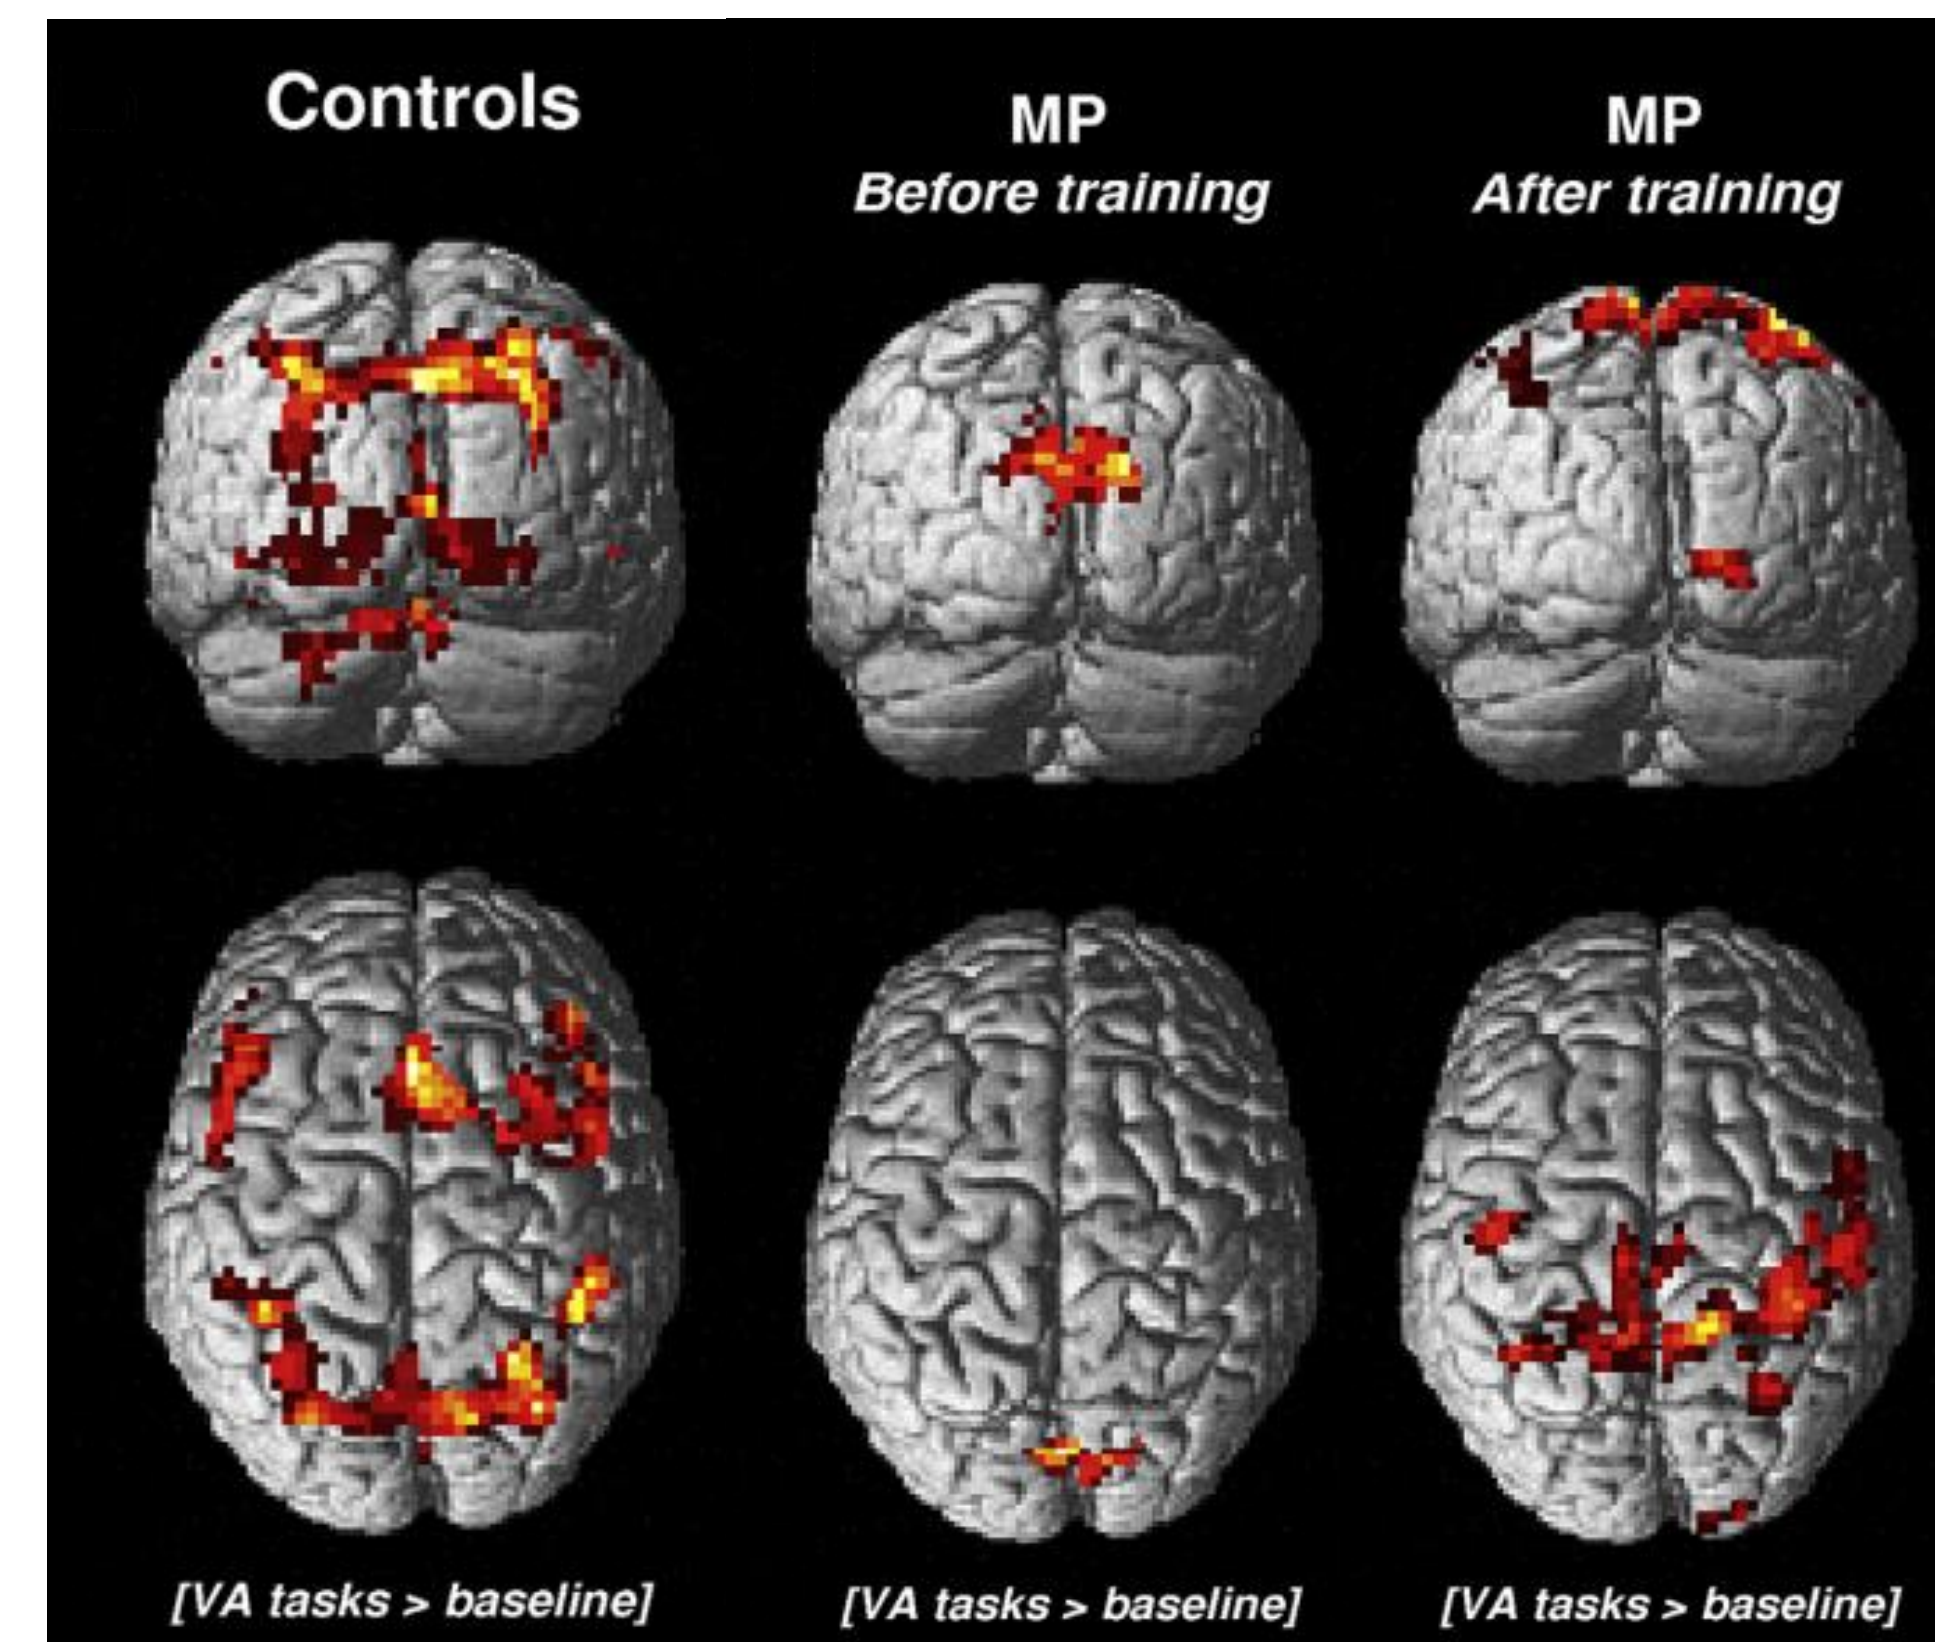 Controls
MP
Before training
MP
After training
[VA tasks > baseline]
[VA tasks > baseline]
[VA tasks > baseline]